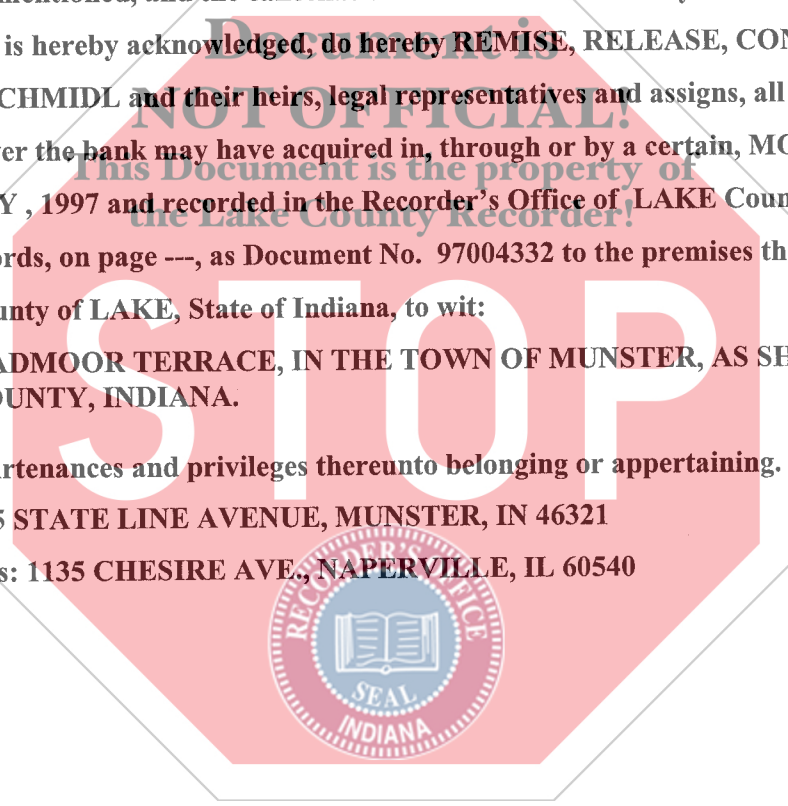 Document is
is hereby acknowledged, do hereby REMISE, RELEASE, CON
NOT OFFICIAL!
CHMIDL and their heirs, legal representatives and assigns, all
er the bank may have acquired in, through or by a certain, MO
This Document is the property of
Y , 1997 and recorded in the Recorder's Office of LAKE Coun
the Lake County Recorder!
rds, on page ---, as Document No. 97004332 to the premises th
unty of LAKE, State of Indiana, to wit:
STOP
ADMOOR TERRACE, IN THE TOWN OF MUNSTER, AS SH
OUNTY, INDIANA.
rtenances and privileges thereunto belonging or appertaining.
5 STATE LINE AVENUE, MUNSTER, IN 46321
s: 1135 CHESIRE AVE., NAPERVILLE, IL 60540
RECORDER'S OFFICE
SEAL
INDIANA